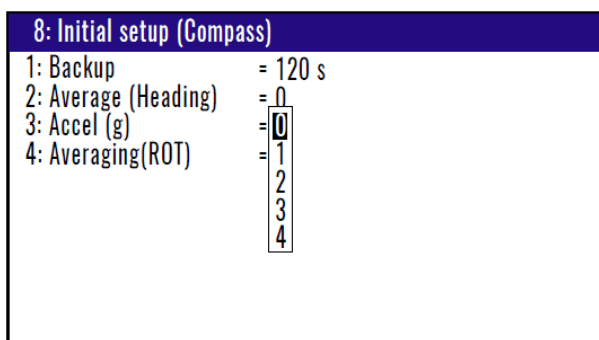 8: Initial setup (Compass)
1: Backup = 120 s
2: Average (Heading) = 0
3: Accel (g) = 0
4: Averaging(ROT) = 1
2
3
4